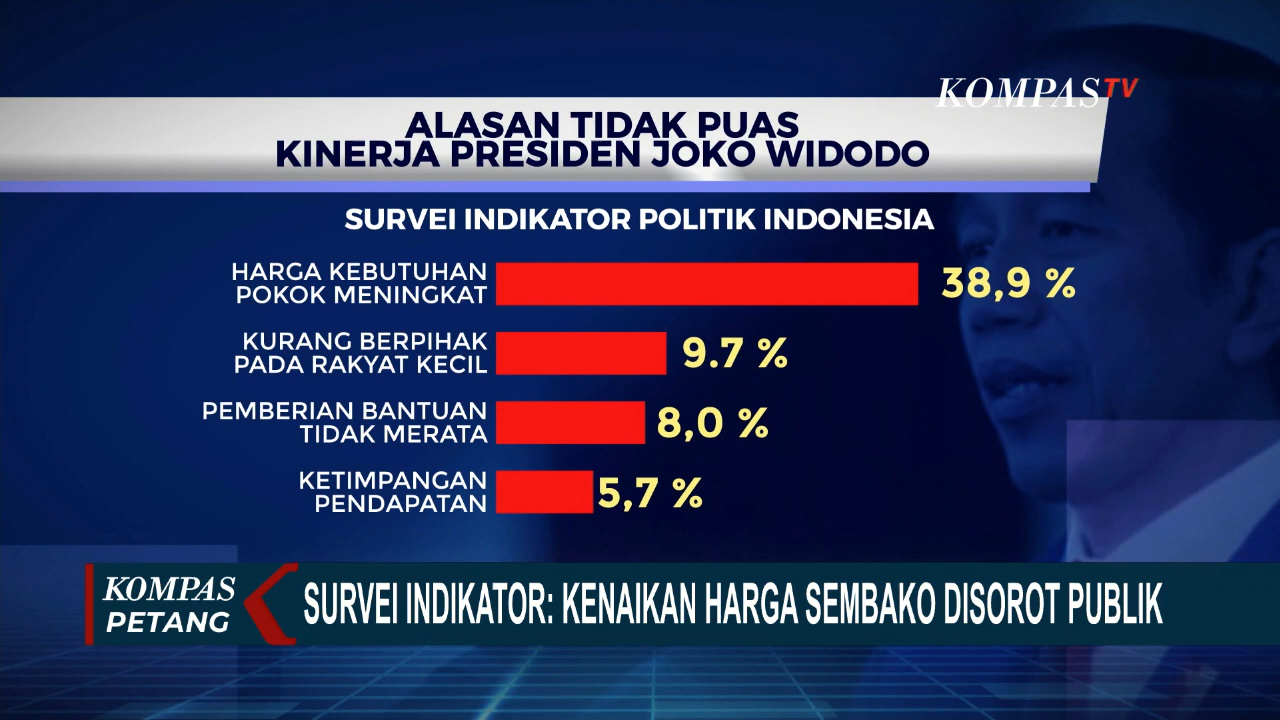 KOMPASTV
ALASAN TIDAK PUAS
KINERJA PRESIDEN JOKO WIDODO
SURVEI INDIKATOR POLITIK INDONESIA
HARGA KEBUTUHAN
POKOK MENINGKAT
38,9 %
KURANG BERPIHAK
PADA RAKYAT KECIL
9.7 %
PEMBERIAN BANTUAN
TIDAK MERATA
8,0 %
KETIMPANGAN
PENDAPATAN
5,7 %
KOMPAS
PETANG
SURVEI INDIKATOR: KENAIKAN HARGA SEMBAKO DISOROT PUBLIK